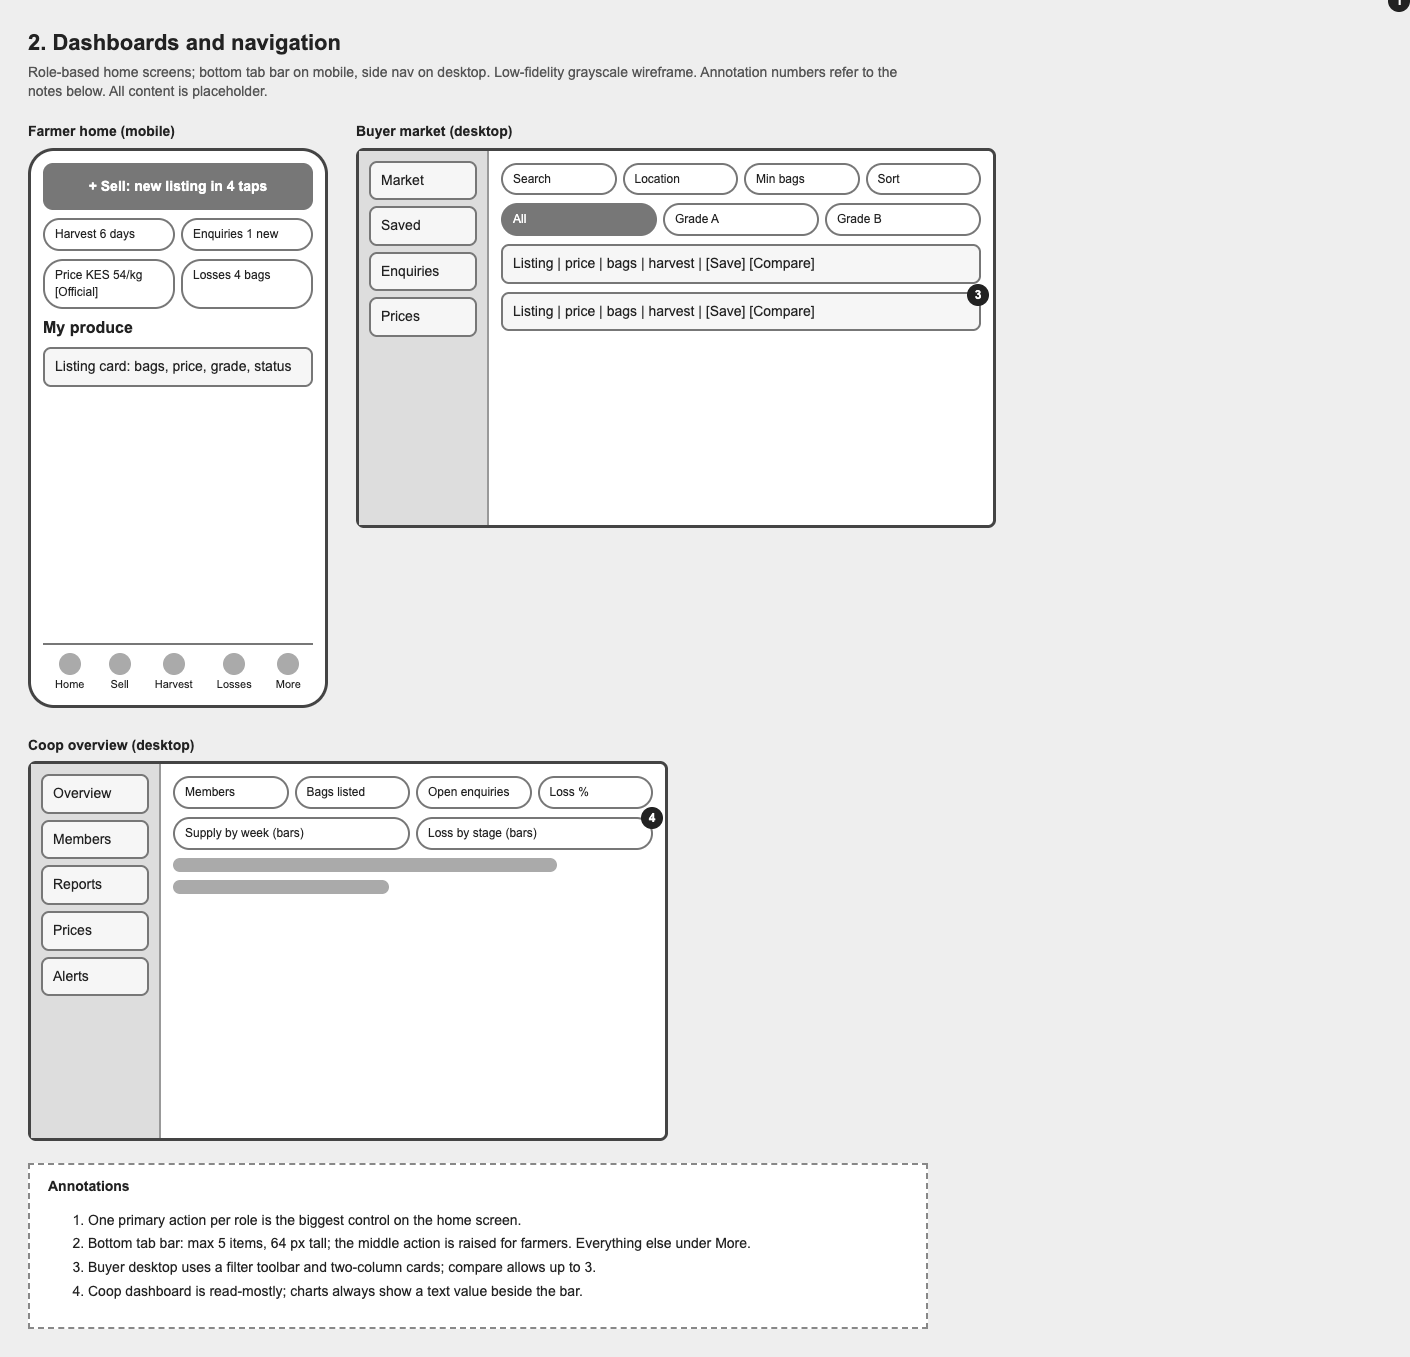 1
2. Dashboards and navigation
Role-based home screens; bottom tab bar on mobile, side nav on desktop. Low-fidelity grayscale wireframe. Annotation numbers refer to the
notes below. All content is placeholder.
Farmer home (mobile)
+ Sell: new listing in 4 taps
Harvest 6 days
Enquiries 1 new
Price KES 54/kg
[Official]
Losses 4 bags
My produce
Listing card: bags, price, grade, status
Home
Sell
Harvest
Losses
More
Buyer market (desktop)
Market
Saved
Enquiries
Prices
Search
Location
Min bags
Sort
All
Grade A
Grade B
Listing | price | bags | harvest | [Save] [Compare]
3
Listing | price | bags | harvest | [Save] [Compare]
Coop overview (desktop)
Overview
Members
Reports
Prices
Alerts
Members
Bags listed
Open enquiries
Loss %
4
Supply by week (bars)
Loss by stage (bars)
Annotations
1. One primary action per role is the biggest control on the home screen.
2. Bottom tab bar: max 5 items, 64 px tall; the middle action is raised for farmers. Everything else under More.
3. Buyer desktop uses a filter toolbar and two-column cards; compare allows up to 3.
4. Coop dashboard is read-mostly; charts always show a text value beside the bar.